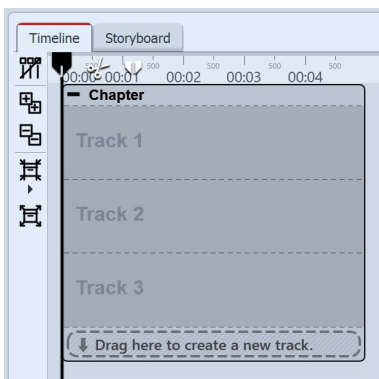 Timeline Storyboard
500 500 500 500 500
00:00 00:01 00:02 00:03 00:04
Chapter
Track 1
Track 2
Track 3
Drag here to create a new track.